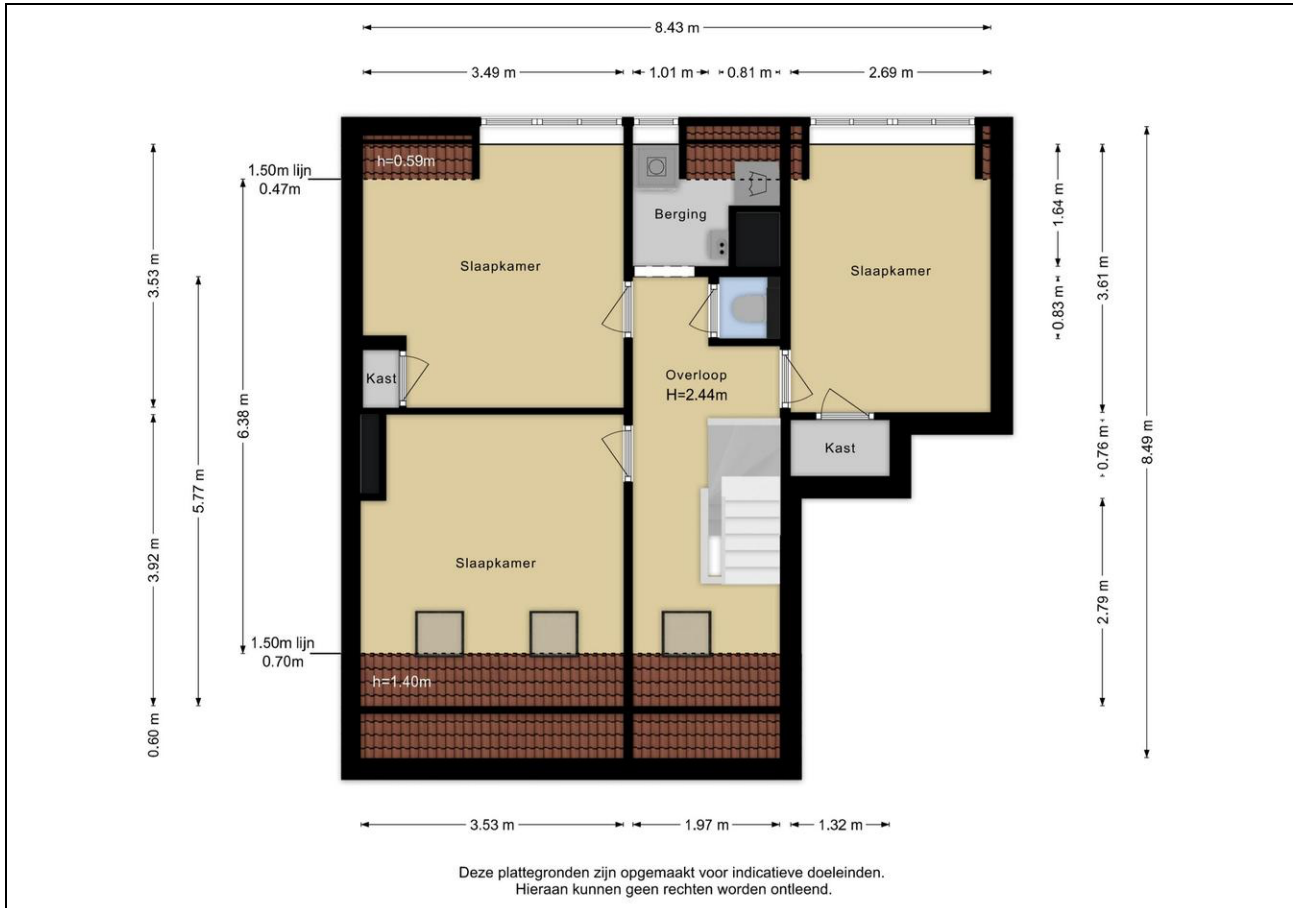 8.43 m
3.49 m
1.01 m
0.81 m
2.69 m
h=0.59m
1.50m lijn
0.47m
Berging
Slaapkamer
Slaapkamer
1.64 m
3.61 m
3.53 m
0.83 m
Kast
Overloop
H=2.44m
6.38 m
5.77 m
Kast
0.76 m
8.49 m
3.92 m
Slaapkamer
2.79 m
1.50m lijn
0.70m
h=1.40m
0.60 m
3.53 m
1.97 m
1.32 m
Deze plattegronden zijn opgemaakt voor indicatieve doeleinden.
Hieraan kunnen geen rechten worden ontleend.